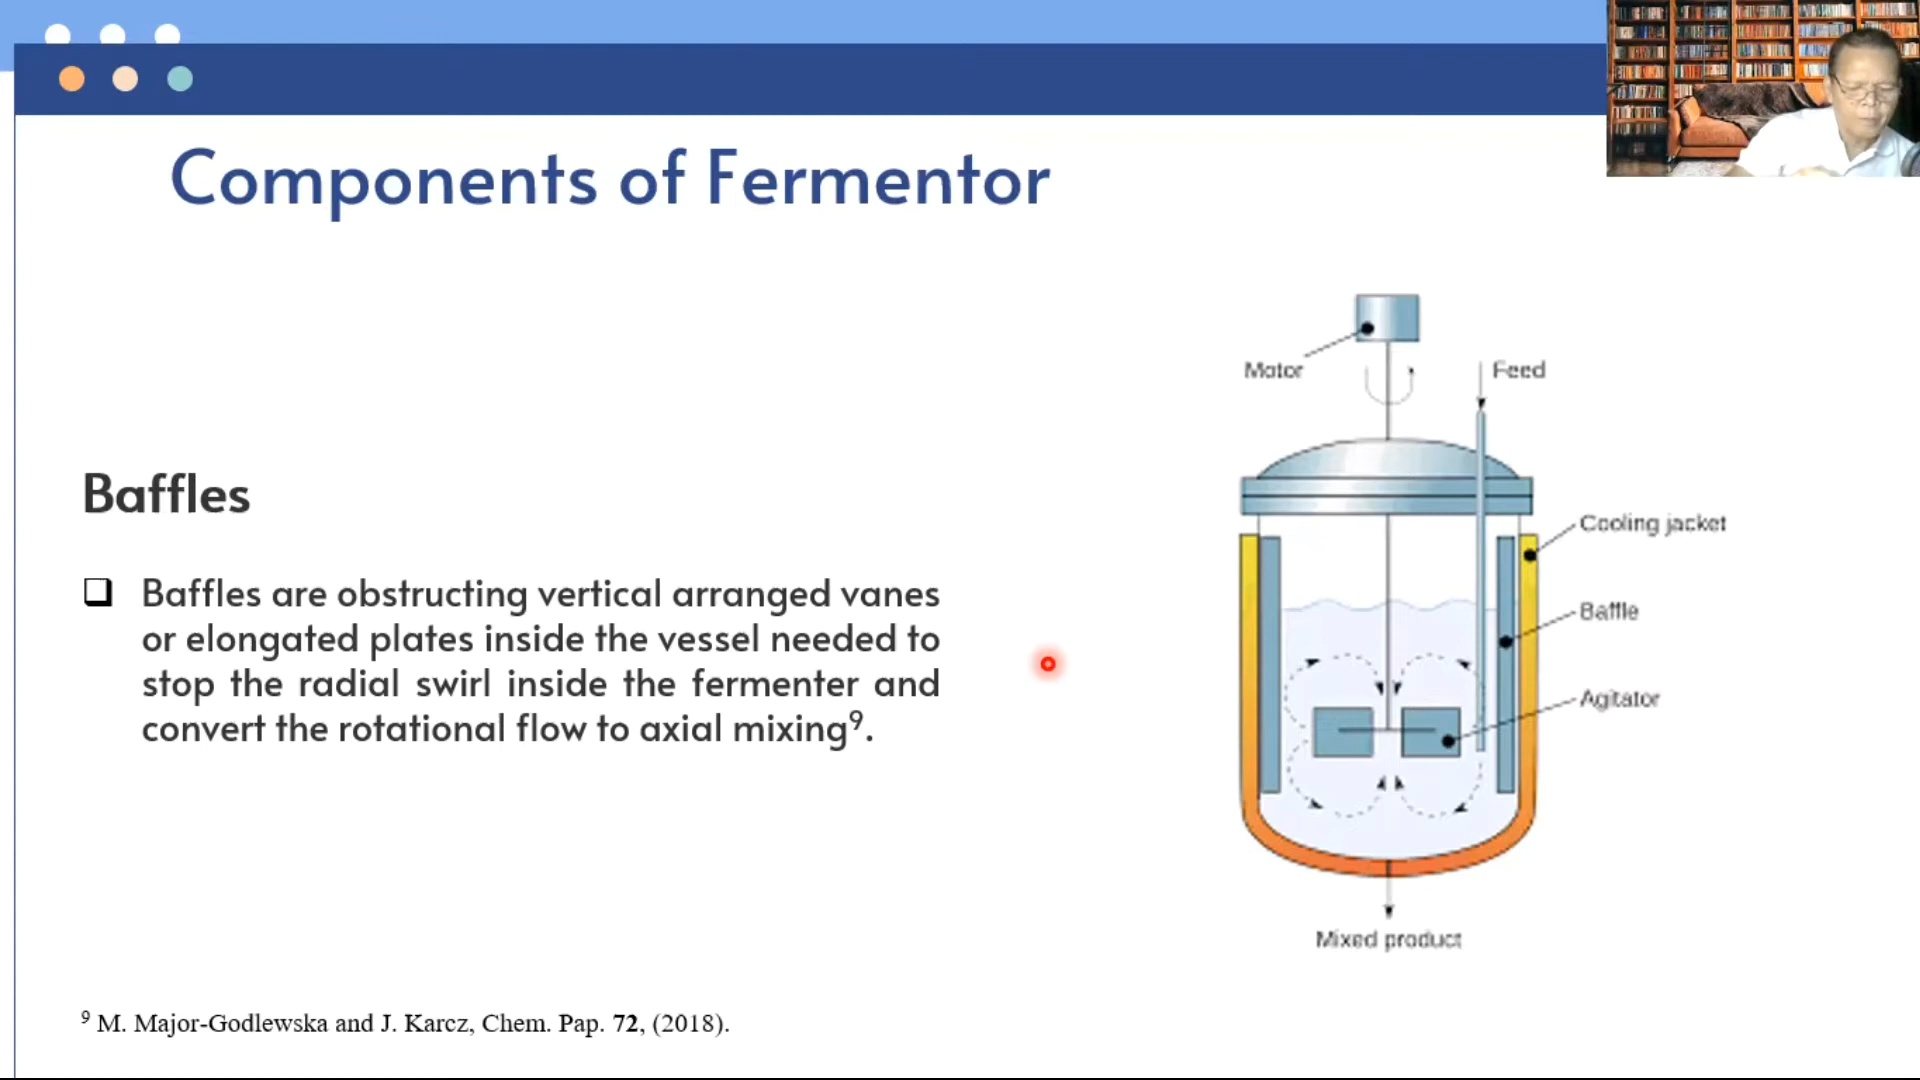 Components of Fermentor
Baffles
❑ Baffles are obstructing vertical arranged vanes
or elongated plates inside the vessel needed to
stop the radial swirl inside the fermenter and
convert the rotational flow to axial mixing⁹.
Motor
Feed
Cooling jacket
Baffle
Agitator
Mixed product
⁹ M. Major-Godlewska and J. Karcz, Chem. Pap. 72, (2018).